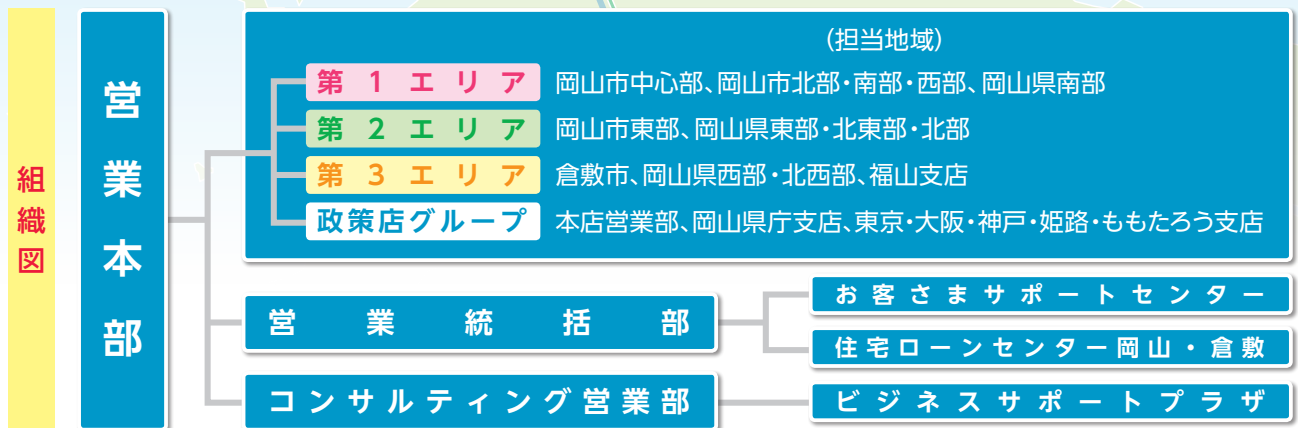 組織図
営業本部
(担当地域)
第1エリア 岡山市中心部、岡山市北部・南部・西部、岡山県南部
第2エリア 岡山市東部、岡山県東部・北東部・北部
第3エリア 倉敷市、岡山県西部・北西部、福山支店
政策店グループ 本店営業部、岡山県庁支店、東京・大阪・神戸・姫路・ももたろう支店
営業統括部
お客さまサポートセンター
住宅ローンセンター岡山・倉敷
コンサルティング営業部
ビジネスサポートプラザ